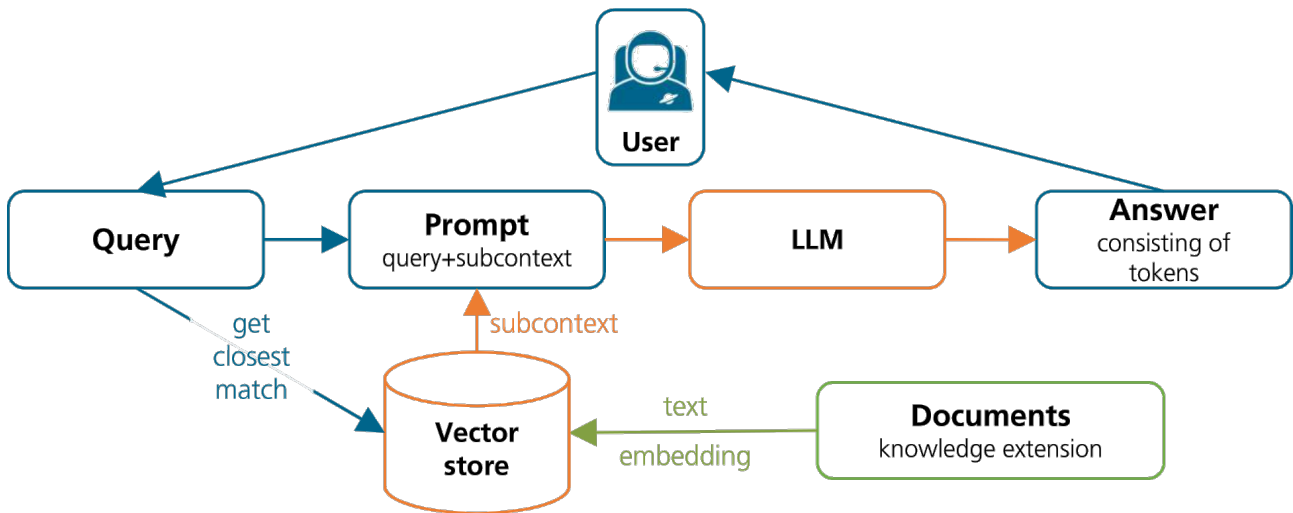 User
Query
Prompt
query+subcontext
LLM
Answer
consisting of
tokens
get
closest
match
subcontext
Vector
store
text
embedding
Documents
knowledge extension